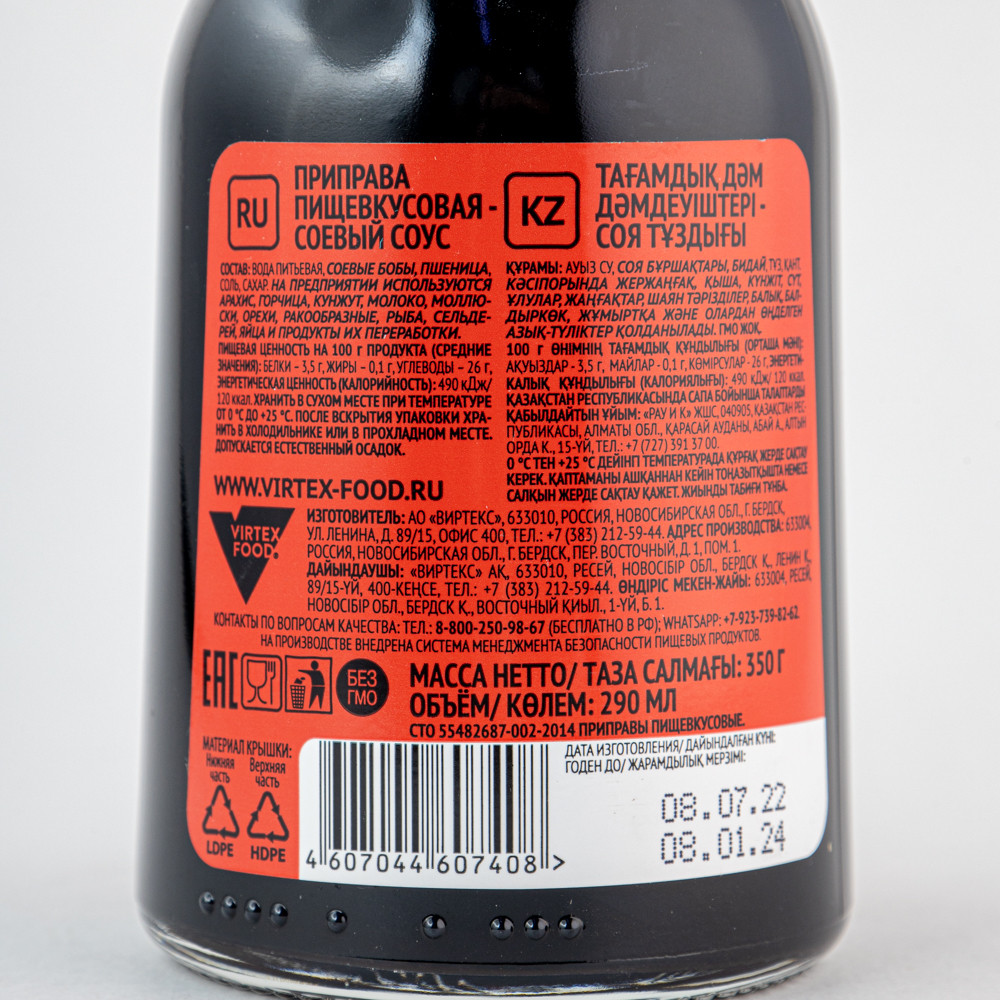 RU
ПРИПРАВА
ПИЩЕВКУСОВАЯ -
СОЕВЫЙ СОУС
СОСТАВ: ВОДА ПИТЬЕВАЯ, СОЕВЫЕ БОБЫ, ПШЕНИЦА,
СОЛЬ, САХАР. НА ПРЕДПРИЯТИИ ИСПОЛЬЗУЮТСЯ
АРАХИС, ГОРЧИЦА, КУНЖУТ, МОЛОКО, МОЛЛЮ-
СКИ, ОРЕХИ, РАКООБРАЗНЫЕ, РЫБА, СЕЛЬДЕ-
РЕЙ, ЯЙЦА И ПРОДУКТЫ ИХ ПЕРЕРАБОТКИ.
ПИЩЕВАЯ ЦЕННОСТЬ НА 100 г ПРОДУКТА (СРЕДНИЕ
ЗНАЧЕНИЯ): БЕЛКИ – 3,5 г, ЖИРЫ – 0,1 г, УГЛЕВОДЫ – 26 г,
ЭНЕРГЕТИЧЕСКАЯ ЦЕННОСТЬ (КАЛОРИЙНОСТЬ): 490 кДж/
120 ккал. ХРАНИТЬ В СУХОМ МЕСТЕ ПРИ ТЕМПЕРАТУРЕ
ОТ 0 °С ДО +25 °С. ПОСЛЕ ВСКРЫТИЯ УПАКОВКИ ХРА-
НИТЬ В ХОЛОДИЛЬНИКЕ ИЛИ В ПРОХЛАДНОМ МЕСТЕ.
ДОПУСКАЕТСЯ ЕСТЕСТВЕННЫЙ ОСАДОК.
WWW.VIRTEX-FOOD.RU
KZ
ТАҒАМДЫҚ ДӘМ
ДӘМДЕУІШТЕРІ -
СОЯ ТҰЗДЫҒЫ
ҚҰРАМЫ: АУЫЗ СУ, СОЯ БҰРШАҚТАРЫ, БИДАЙ, ТҰЗ, ҚАНТ.
КӘСІПОРЫНДА ЖЕРЖАҢҒАҚ, ҚЫША, КҮНЖІТ, СҮТ,
ҰЛУЛАР, ЖАҢҒАҚТАР, ШАЯН ТӘРІЗДІЛЕР, БАЛЫҚ, БАЛ-
ДЫРКӨК, ЖҰМЫРТҚА ЖӘНЕ ОЛАРДАН ӨҢДЕЛГЕН
АЗЫҚ-ТҮЛІКТЕР ҚОЛДАНЫЛАДЫ. ГМО ЖОҚ.
100 г ӨНІМНІҢ ТАҒАМДЫҚ ҚҰНДЫЛЫҒЫ (ОРТАША МӘНІ):
АҚУЫЗДАР - 3,5 г, МАЙЛАР - 0,1 г, КӨМІРСУЛАР - 26 г, ЭНЕРГЕТИ-
КАЛЫҚ ҚҰНДЫЛЫҒЫ (КАЛОРИЯЛЫҒЫ): 490 кДж/ 120 ккал.
ҚАЗАҚСТАН РЕСПУБЛИКАСЫНДА САПА БОЙЫНША ТАЛАПТАРДЫ
ҚАБЫЛДАЙТЫН ҰЙЫМ: «РАУ И К» ЖШС, 040905, ҚАЗАҚСТАН РЕС-
ПУБЛИКАСЫ, АЛМАТЫ ОБЛ., ҚАРАСАЙ АУДАНЫ, АБАЙ А., АЛТЫН
ОРДА К., 15-ҮЙ, ТЕЛ.: +7 (727) 391 37 00.
0 °С ТЕН +25 °С ДЕЙІНГІ ТЕМПЕРАТУРАДА ҚҰРҒАҚ ЖЕРДЕ САҚТАУ
КЕРЕК. ҚАПТАМАНЫ АШҚАННАН КЕЙІН ТОҢАЗЫТҚЫШТА НЕМЕСЕ
САЛҚЫН ЖЕРДЕ САҚТАУ ҚАЖЕТ. ЖИЫНДЫ ТАБИҒИ ТҰНБА.
VIRTEX
FOOD
ИЗГОТОВИТЕЛЬ: АО «ВИРТЕКС», 633010, РОССИЯ, НОВОСИБИРСКАЯ ОБЛ., Г. БЕРДСК,
УЛ. ЛЕНИНА, Д. 89/15, ОФИС 400, ТЕЛ.: +7 (383) 212-59-44. АДРЕС ПРОИЗВОДСТВА: 633004,
РОССИЯ, НОВОСИБИРСКАЯ ОБЛ., Г. БЕРДСК, ПЕР. ВОСТОЧНЫЙ, Д. 1, ПОМ. 1.
ДАЙЫНДАУШЫ: «ВИРТЕКС» АҚ, 633010, РЕСЕЙ, НОВОСІБІР ОБЛ., БЕРДСК Қ., ЛЕНИН К.,
89/15-ҮЙ, 400-КЕҢСЕ, ТЕЛ.: +7 (383) 212-59-44. ӨНДІРІС МЕКЕН-ЖАЙЫ: 633004, РЕСЕЙ,
НОВОСІБІР ОБЛ., БЕРДСК Қ., ВОСТОЧНЫЙ ҚИЫЛ., 1-ҮЙ, Б. 1.
КОНТАКТЫ ПО ВОПРОСАМ КАЧЕСТВА: ТЕЛ.: 8-800-250-98-67 (БЕСПЛАТНО В РФ); WHATSAPP: +7-923-739-82-62.
НА ПРОИЗВОДСТВЕ ВНЕДРЕНА СИСТЕМА МЕНЕДЖМЕНТА БЕЗОПАСНОСТИ ПИЩЕВЫХ ПРОДУКТОВ.
EAC
БЕЗ
ГМО
МАССА НЕТТО/ ТАЗА САЛМАҒЫ: 350 Г
ОБЪЁМ/ КӨЛЕМ: 290 МЛ
СТО 55482687-002-2014 ПРИПРАВЫ ПИЩЕВКУСОВЫЕ.
МАТЕРИАЛ КРЫШКИ:
Нижняя часть
Верхняя часть
LDPE
HDPE
4 607044 607408 >
ДАТА ИЗГОТОВЛЕНИЯ/ ДАЙЫНДАЛҒАН КҮНІ:
ГОДЕН ДО/ ЖАРАМДЫЛЫҚ МЕРЗІМІ:
08.07.22
08.01.24